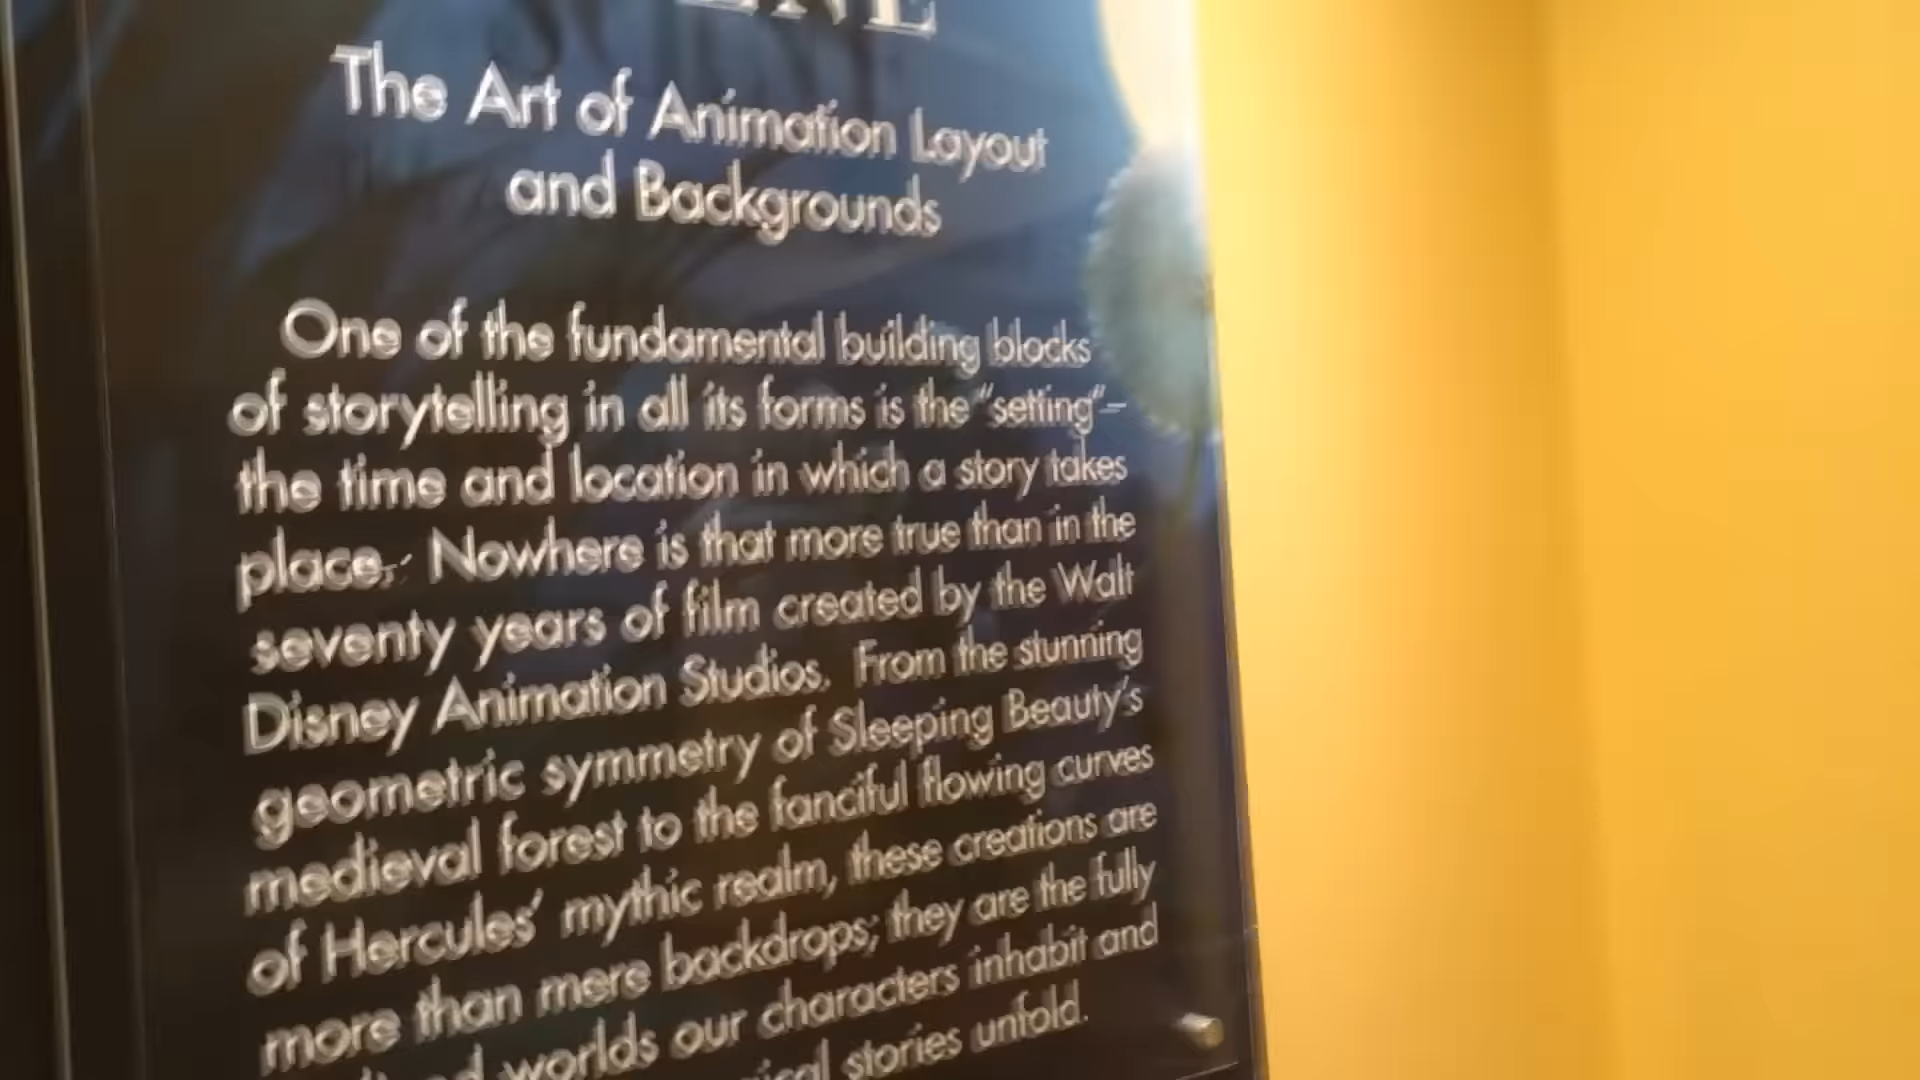 The Art of Animation Layout
and Backgrounds
One of the fundamental building blocks
of storytelling in all its forms is the “setting”–
the time and location in which a story takes
place. Nowhere is that more true than in the
seventy years of film created by the Walt
Disney Animation Studios. From the stunning
geometric symmetry of Sleeping Beauty’s
medieval forest to the fanciful flowing curves
of Hercules’ mythic realm, these creations are
more than mere backdrops; they are the fully
worlds our characters inhabit and
stories unfold.